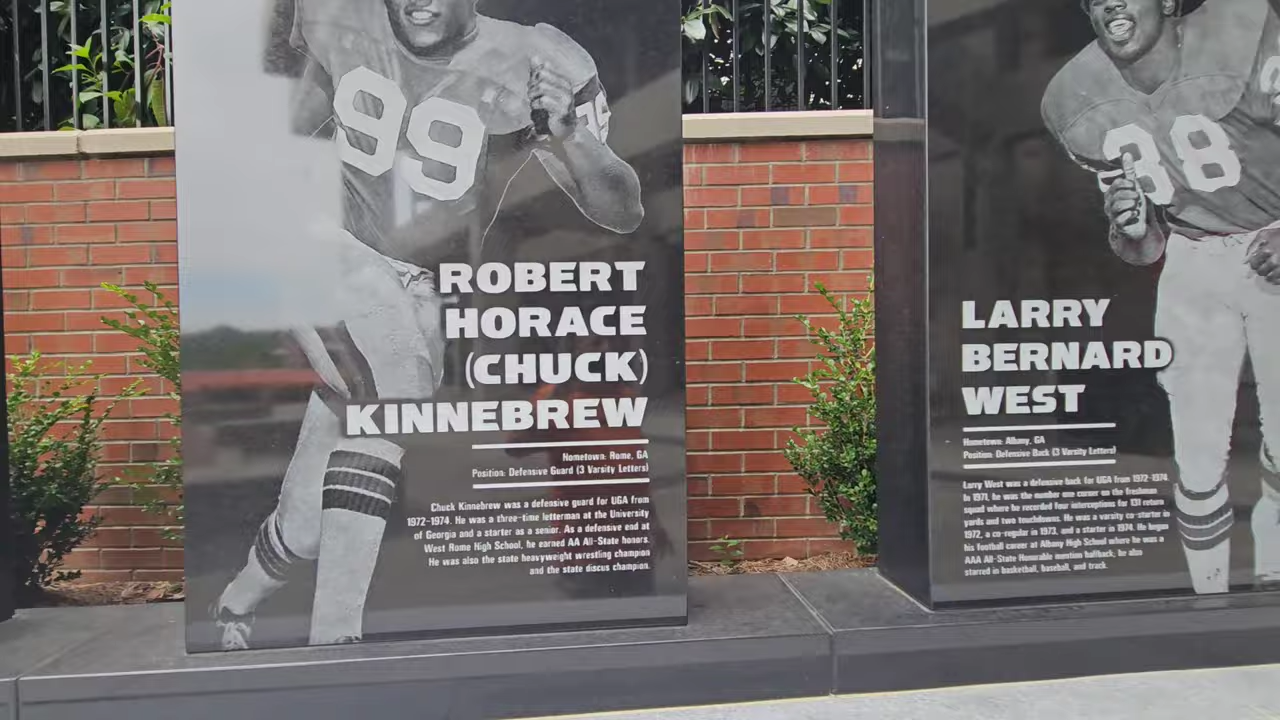 99
ROBERT
HORACE
(CHUCK)
KINNEBREW
Hometown: Rome, GA
Position: Defensive Guard (3 Varsity Letters)
Chuck Kinnebrew was a defensive guard for UGA from
1972-1974. He was a three-time letterman at the University
of Georgia and a starter as a senior. As a defensive end at
West Rome High School, he earned AA All-State honors.
He was also the state heavyweight wrestling champion
and the state discus champion.
38
LARRY
BERNARD
WEST
Hometown: Albany, GA
Position: Defensive Back (3 Varsity Letters)
Larry West was a defensive back for UGA from 1972-1974.
In 1971, he was the number one corner on the freshman
squad where he recorded four interceptions for 131 return
yards and two touchdowns. He was a varsity co-starter in
1972, a co-regular in 1973, and a starter in 1974. He began
his football career at Albany High School where he was a
AAA All-State Honorable mention halfback; he also
starred in basketball, baseball, and track.